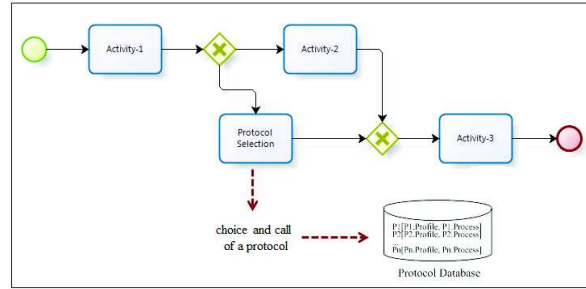 Activity-1
Activity-2
Protocol
Selection
Activity-3
choice and call
of a protocol
P1[P1.Profile, P1.Process]
P2[P2.Profile, P2.Process]
...
Pn[Pn.Profile, Pn.Process]
Protocol Database